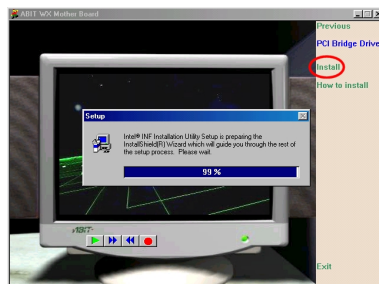 ABIT WX Mother Board
Previous
PCI Bridge Drive
Install
How to install
Setup
Intel® INF Installation Utility Setup is preparing the
InstallShield(R) Wizard which will guide you through the rest of
the setup process. Please wait.
99 %
ABIT
Exit